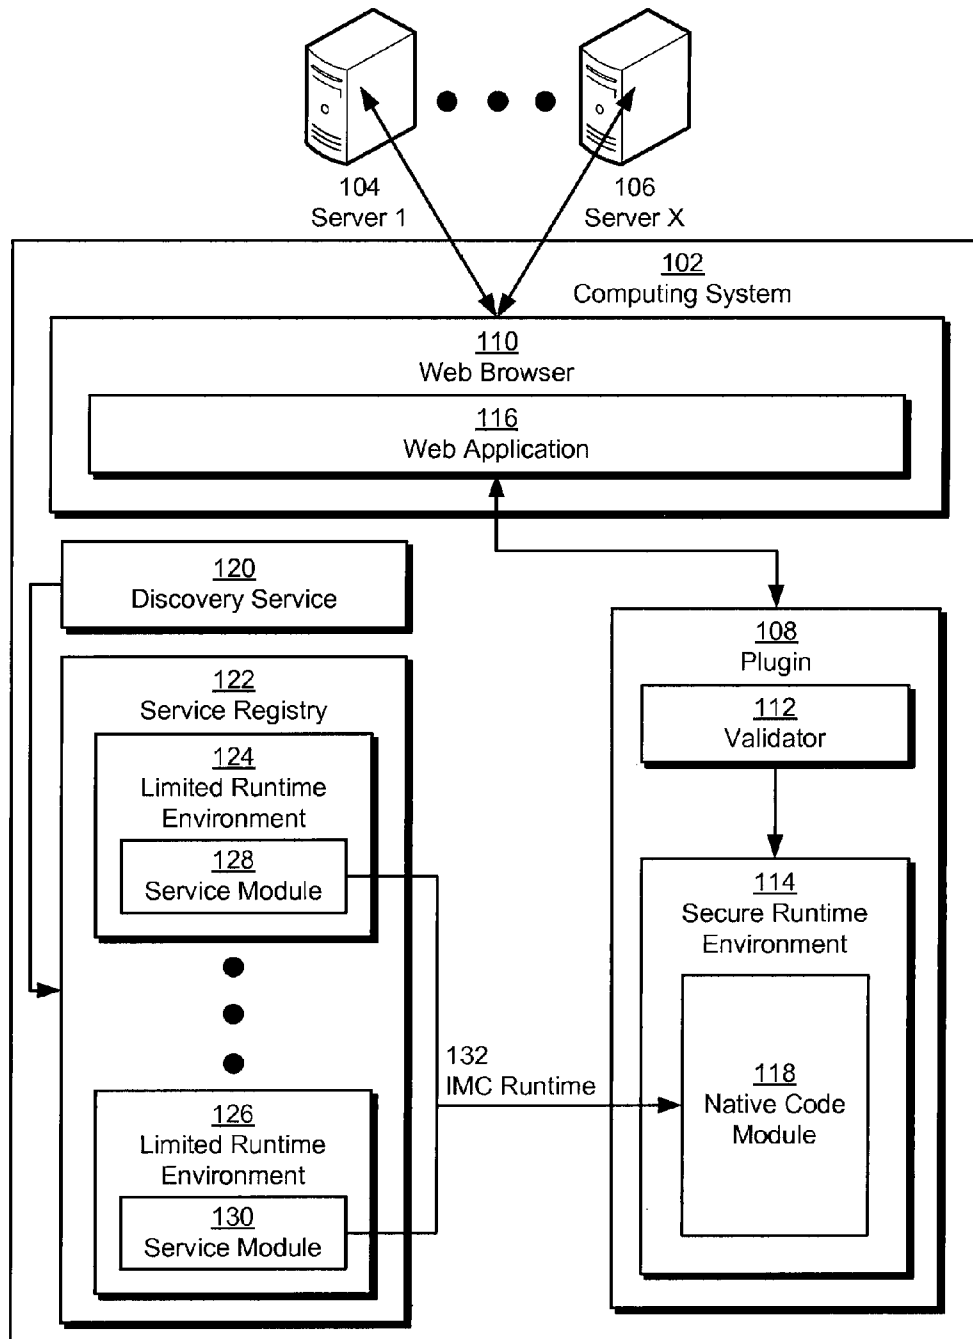 104
Server 1
106
Server X
102
Computing System
110
Web Browser
116
Web Application
120
Discovery Service
122
Service Registry
124
Limited Runtime
Environment
128
Service Module
126
Limited Runtime
Environment
130
Service Module
132
IMC Runtime
108
Plugin
112
Validator
114
Secure Runtime
Environment
118
Native Code
Module